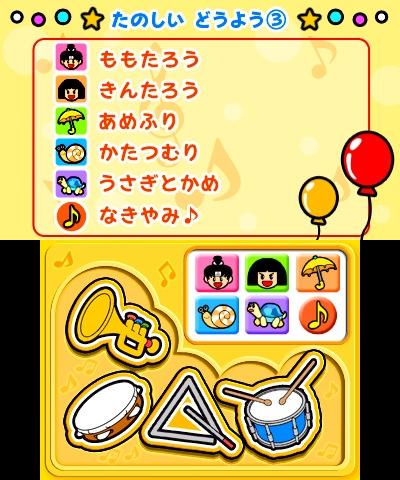 たのしい どうよう③
ももたろう
きんたろう
あめふり
かたつむり
うさぎとかめ
なきやみ♪